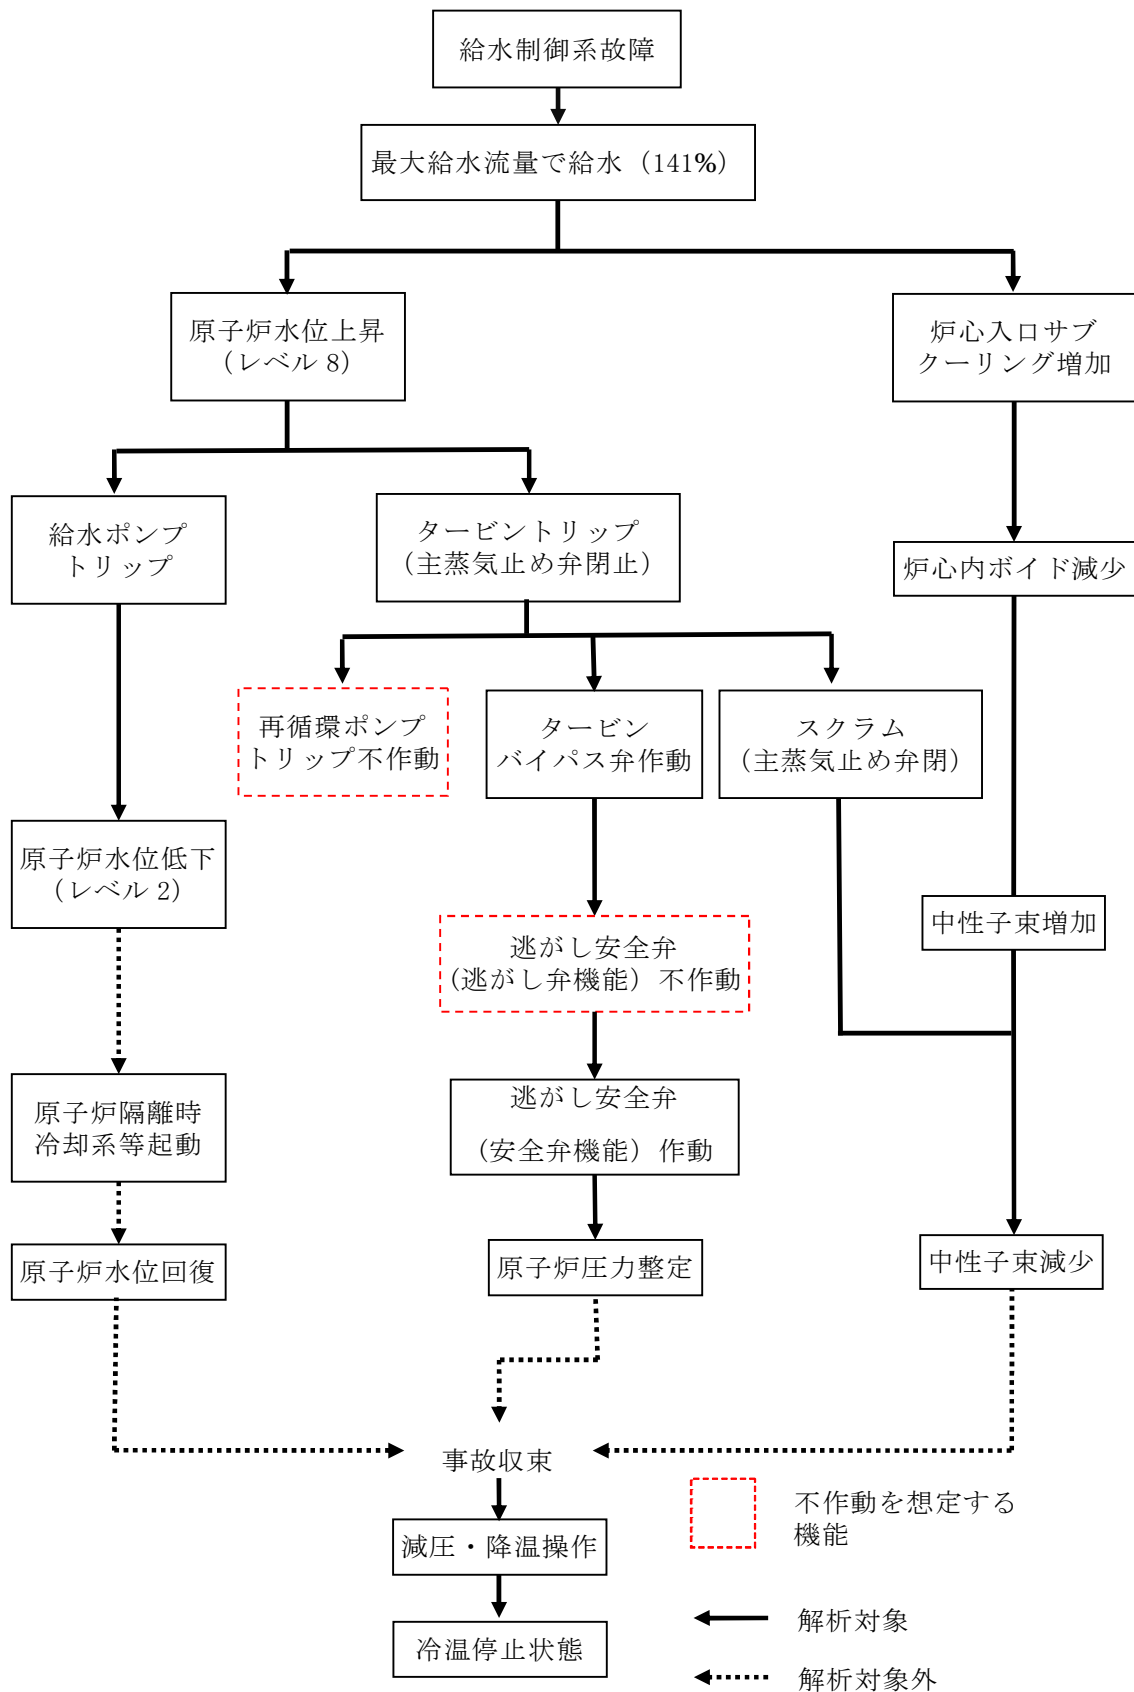 給水制御系故障
最大給水流量で給水（141%）
原子炉水位上昇
（レベル 8）
炉心入口サブ
クーリング増加
給水ポンプ
トリップ
タービントリップ
（主蒸気止め弁閉止）
炉心内ボイド減少
再循環ポンプ
トリップ不作動
タービン
バイパス弁作動
スクラム
（主蒸気止め弁閉）
原子炉水位低下
（レベル 2）
中性子束増加
逃がし安全弁
（逃がし弁機能）不作動
原子炉隔離時
冷却系等起動
逃がし安全弁
（安全弁機能）作動
原子炉水位回復
原子炉圧力整定
中性子束減少
事故収束
減圧・降温操作
冷温停止状態
不作動を想定する
機能
解析対象
解析対象外